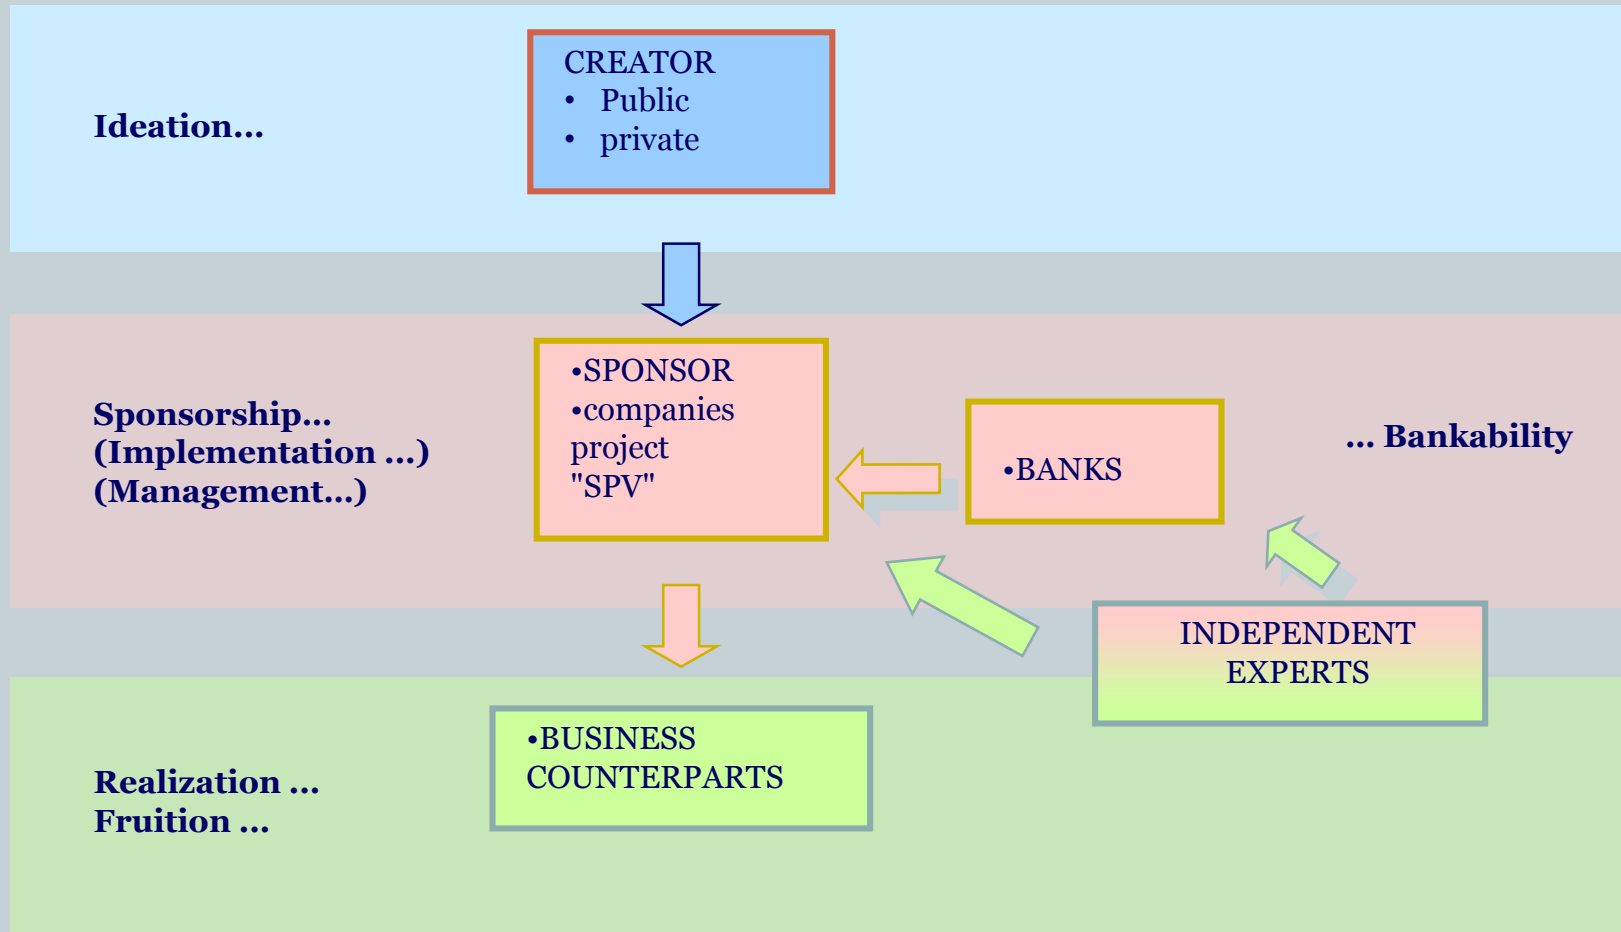 CREATOR
• Public
• private
Ideation...
•SPONSOR
•companies
project
"SPV"
Sponsorship...
(Implementation ...)
(Management...)
•BANKS
... Bankability
INDEPENDENT
EXPERTS
•BUSINESS
COUNTERPARTS
Realization ...
Fruition ...